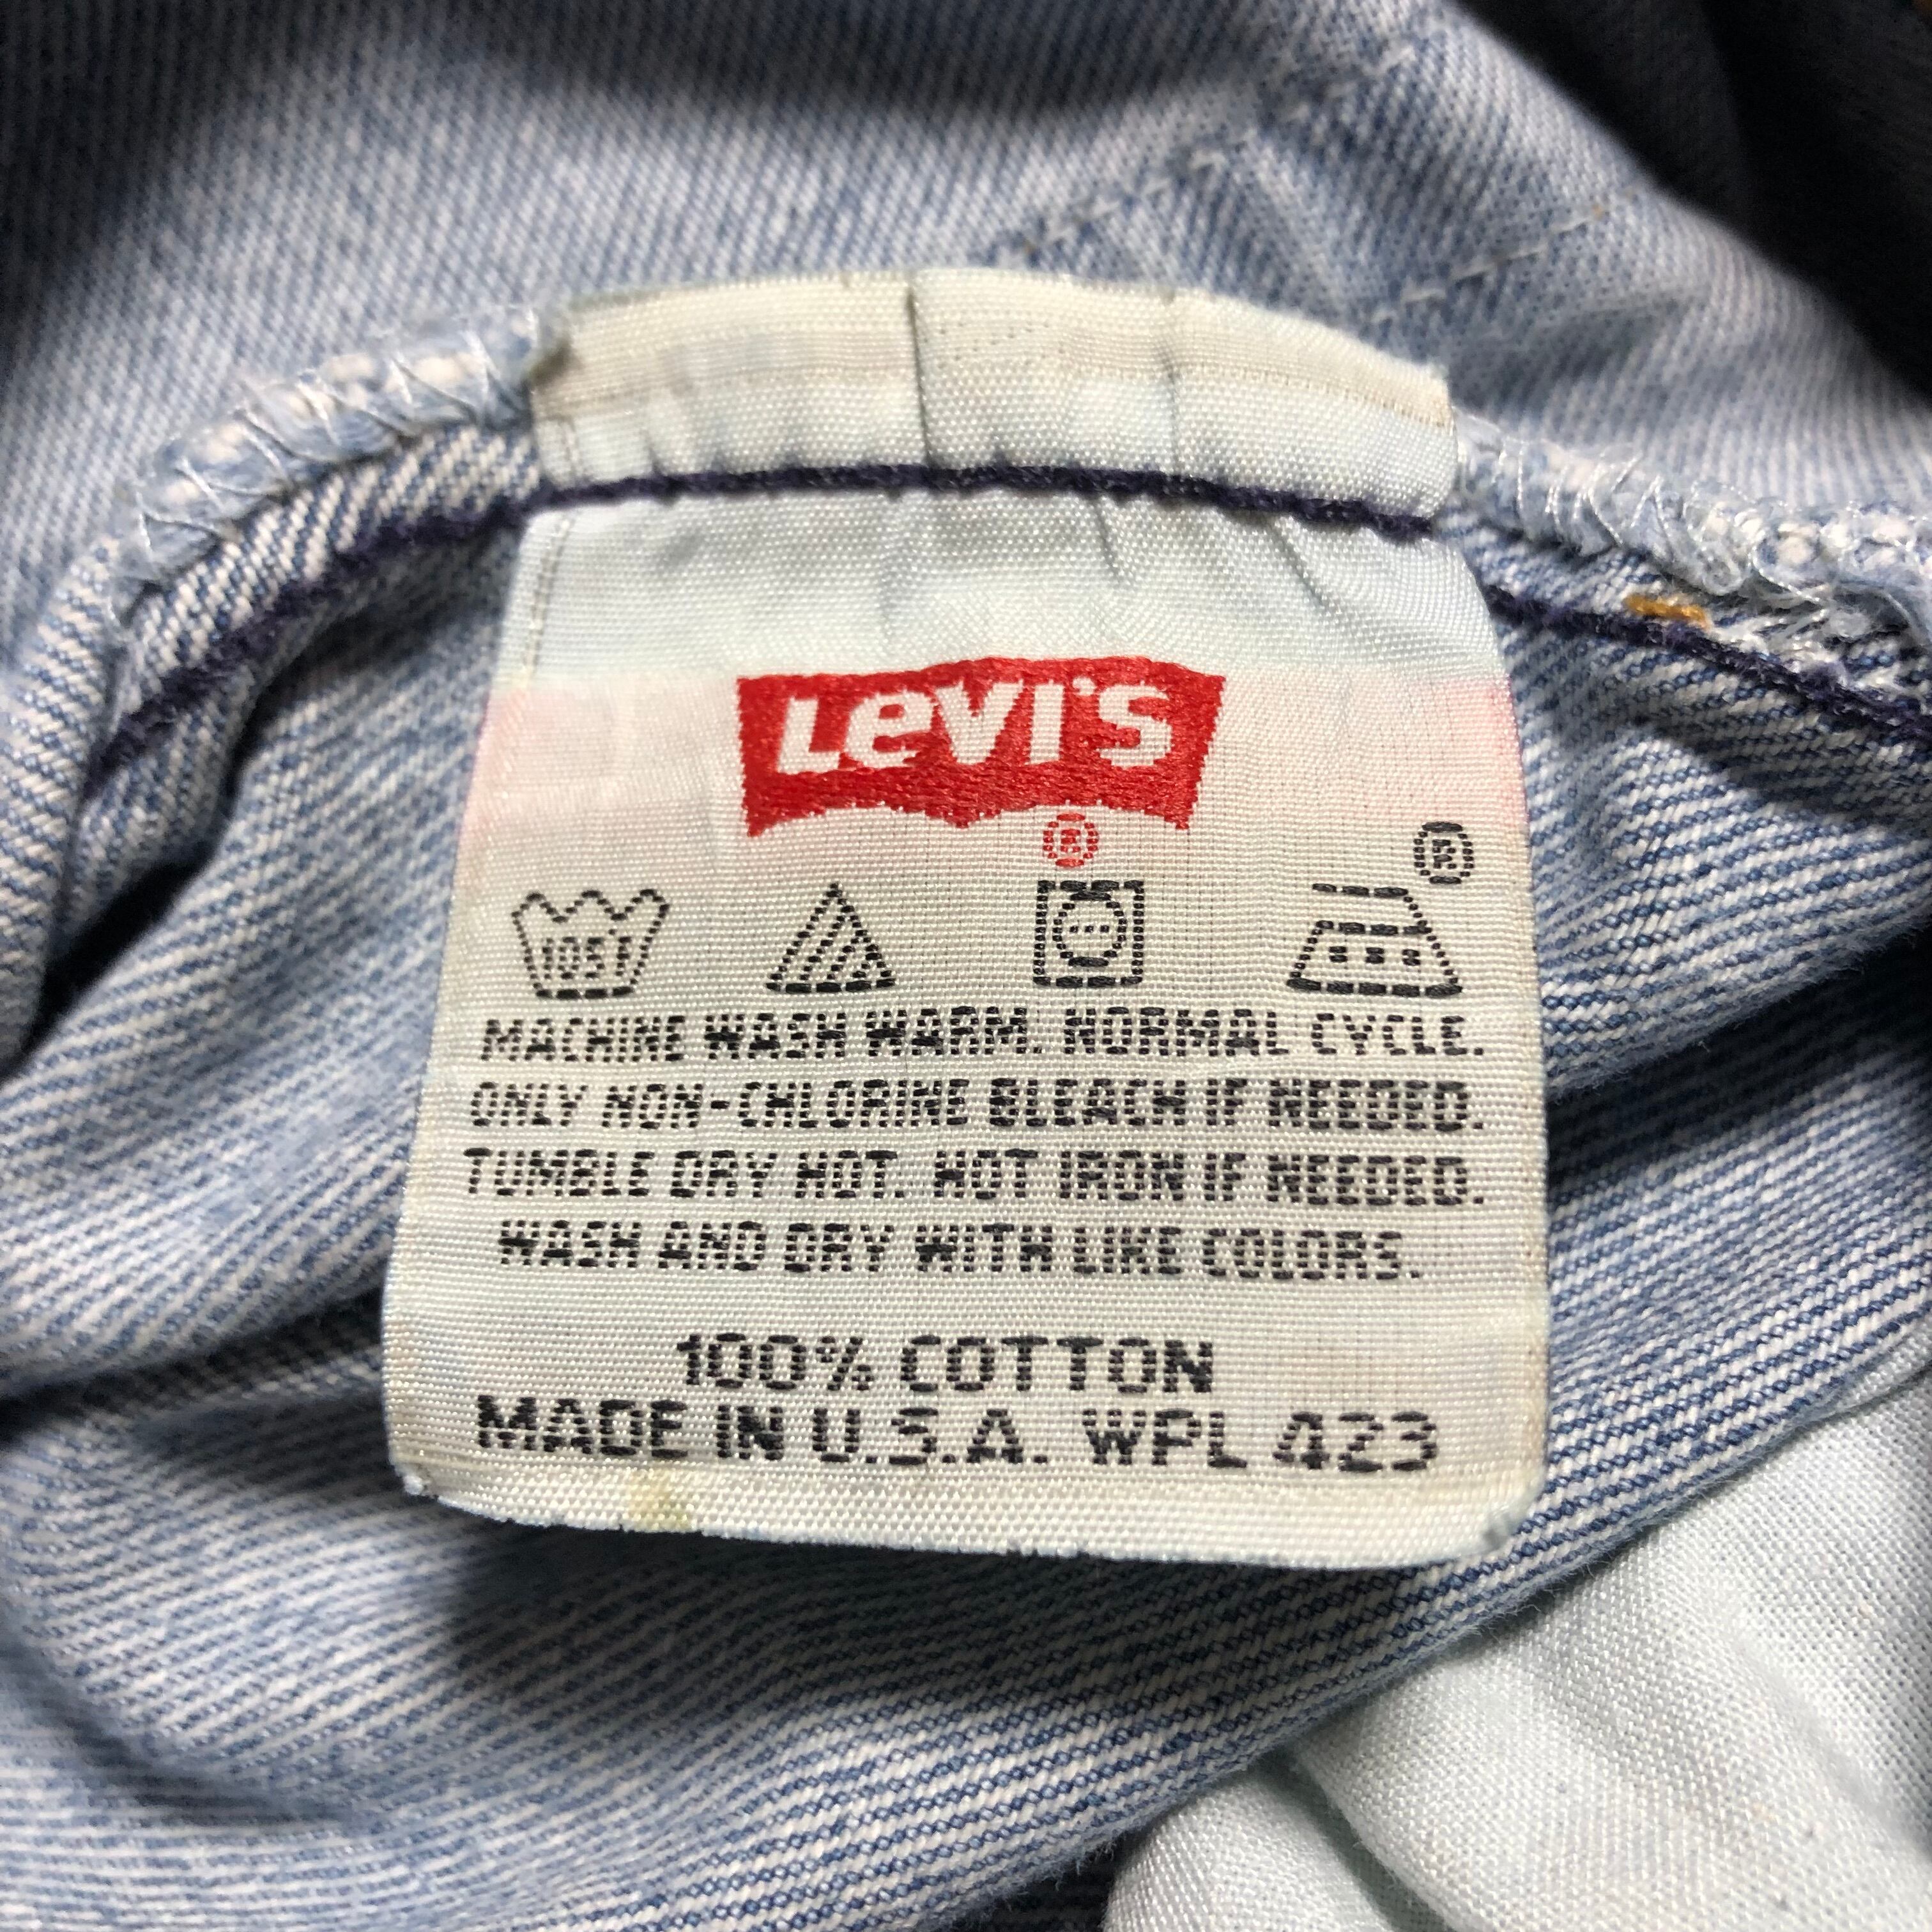 LEVI'S
®
®
105F
MACHINE WASH WARM. NORMAL CYCLE.
ONLY NON-CHLORINE BLEACH IF NEEDED.
TUMBLE DRY HOT. HOT IRON IF NEEDED.
WASH AND DRY WITH LIKE COLORS.
100% COTTON
MADE IN U.S.A. WPL 423